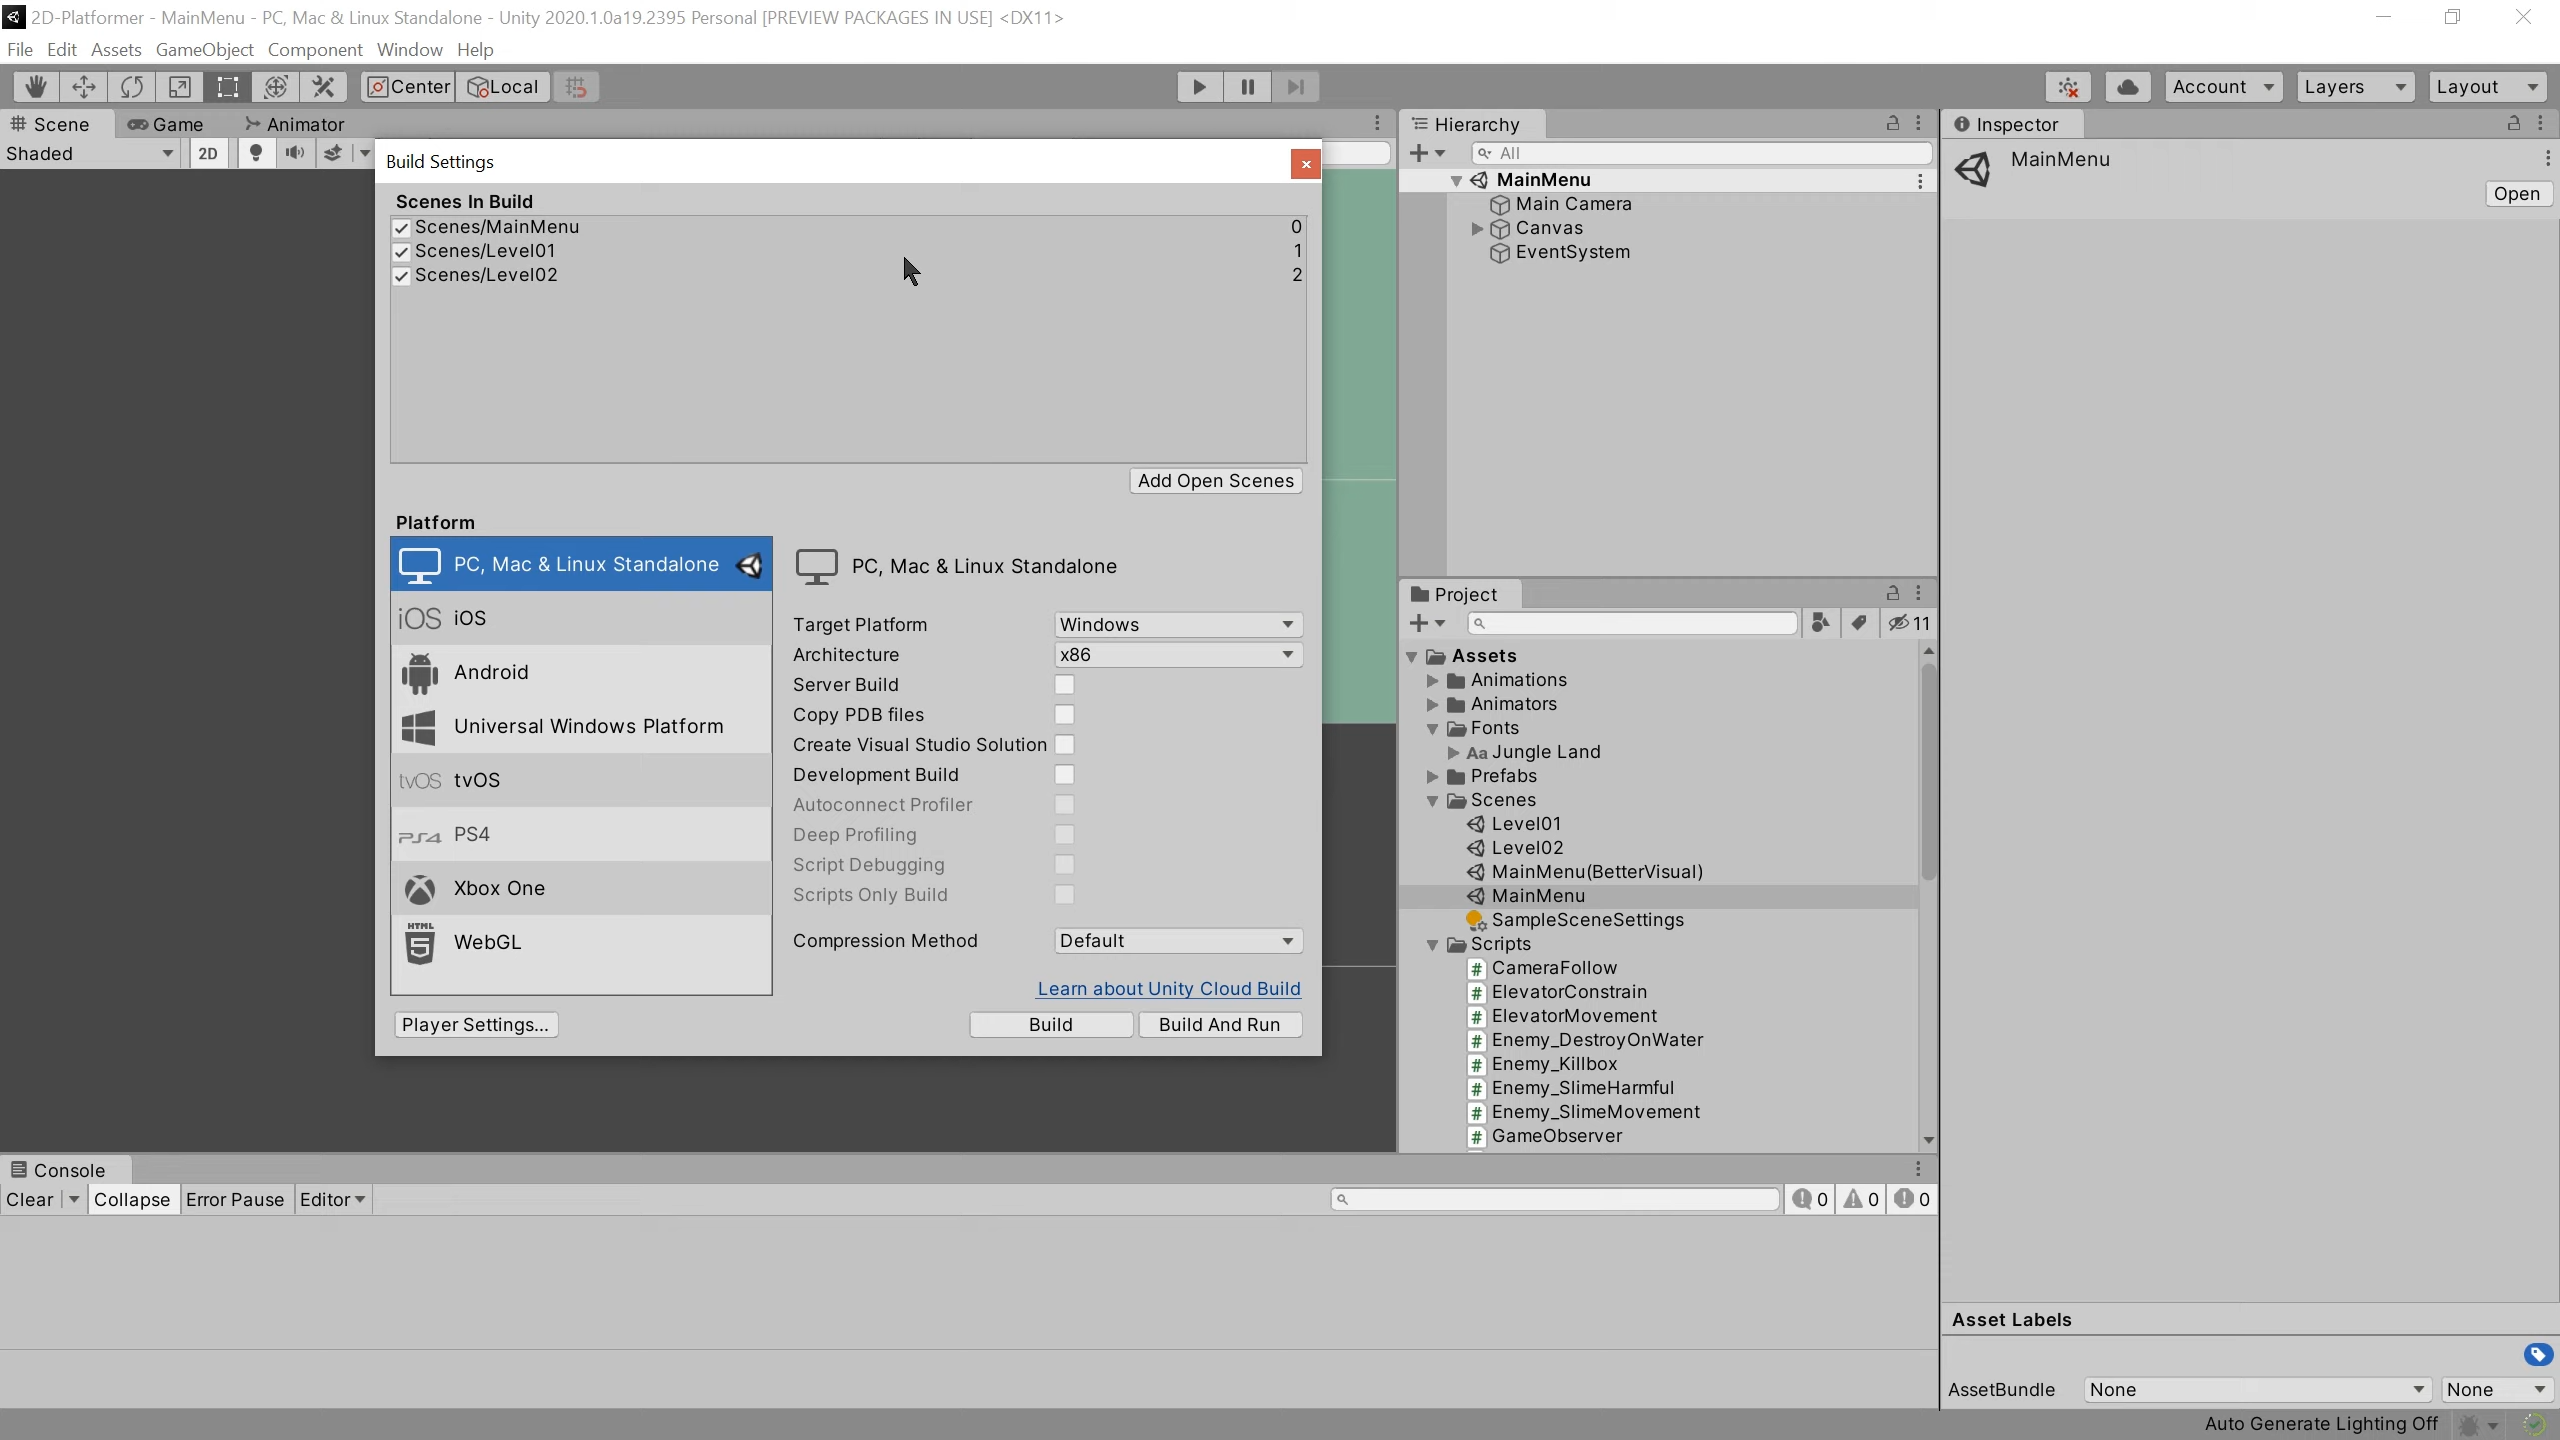 2D-Platformer - MainMenu - PC, Mac & Linux Standalone - Unity 2020.1.0a19.2395 Personal [PREVIEW PACKAGES IN USE] <DX11>
File Edit Assets GameObject Component Window Help
Center Local Account Layers Layout
Scene Game Animator
Shaded 2D
Build Settings
Scenes In Build
Scenes/MainMenu 0
Scenes/Level01 1
Scenes/Level02 2
Add Open Scenes
Platform
PC, Mac & Linux Standalone
iOS iOS
Android
Universal Windows Platform
tvOS tvOS
PS4 PS4
Xbox One
HTML 5 WebGL
Player Settings...
PC, Mac & Linux Standalone
Target Platform Windows
Architecture x86
Server Build
Copy PDB files
Create Visual Studio Solution
Development Build
Autoconnect Profiler
Deep Profiling
Script Debugging
Scripts Only Build
Compression Method Default
Learn about Unity Cloud Build
Build Build And Run
Hierarchy
All
MainMenu
Main Camera
Canvas
EventSystem
Project
11
Assets
Animations
Animators
Fonts
Aa Jungle Land
Prefabs
Scenes
Level01
Level02
MainMenu(BetterVisual)
MainMenu
SampleSceneSettings
Scripts
# CameraFollow
# ElevatorConstrain
# ElevatorMovement
# Enemy_DestroyOnWater
# Enemy_Killbox
# Enemy_SlimeHarmful
# Enemy_SlimeMovement
# GameObserver
Inspector
MainMenu
Open
Console
Clear Collapse Error Pause Editor 0 0 0
Asset Labels
AssetBundle None None
Auto Generate Lighting Off